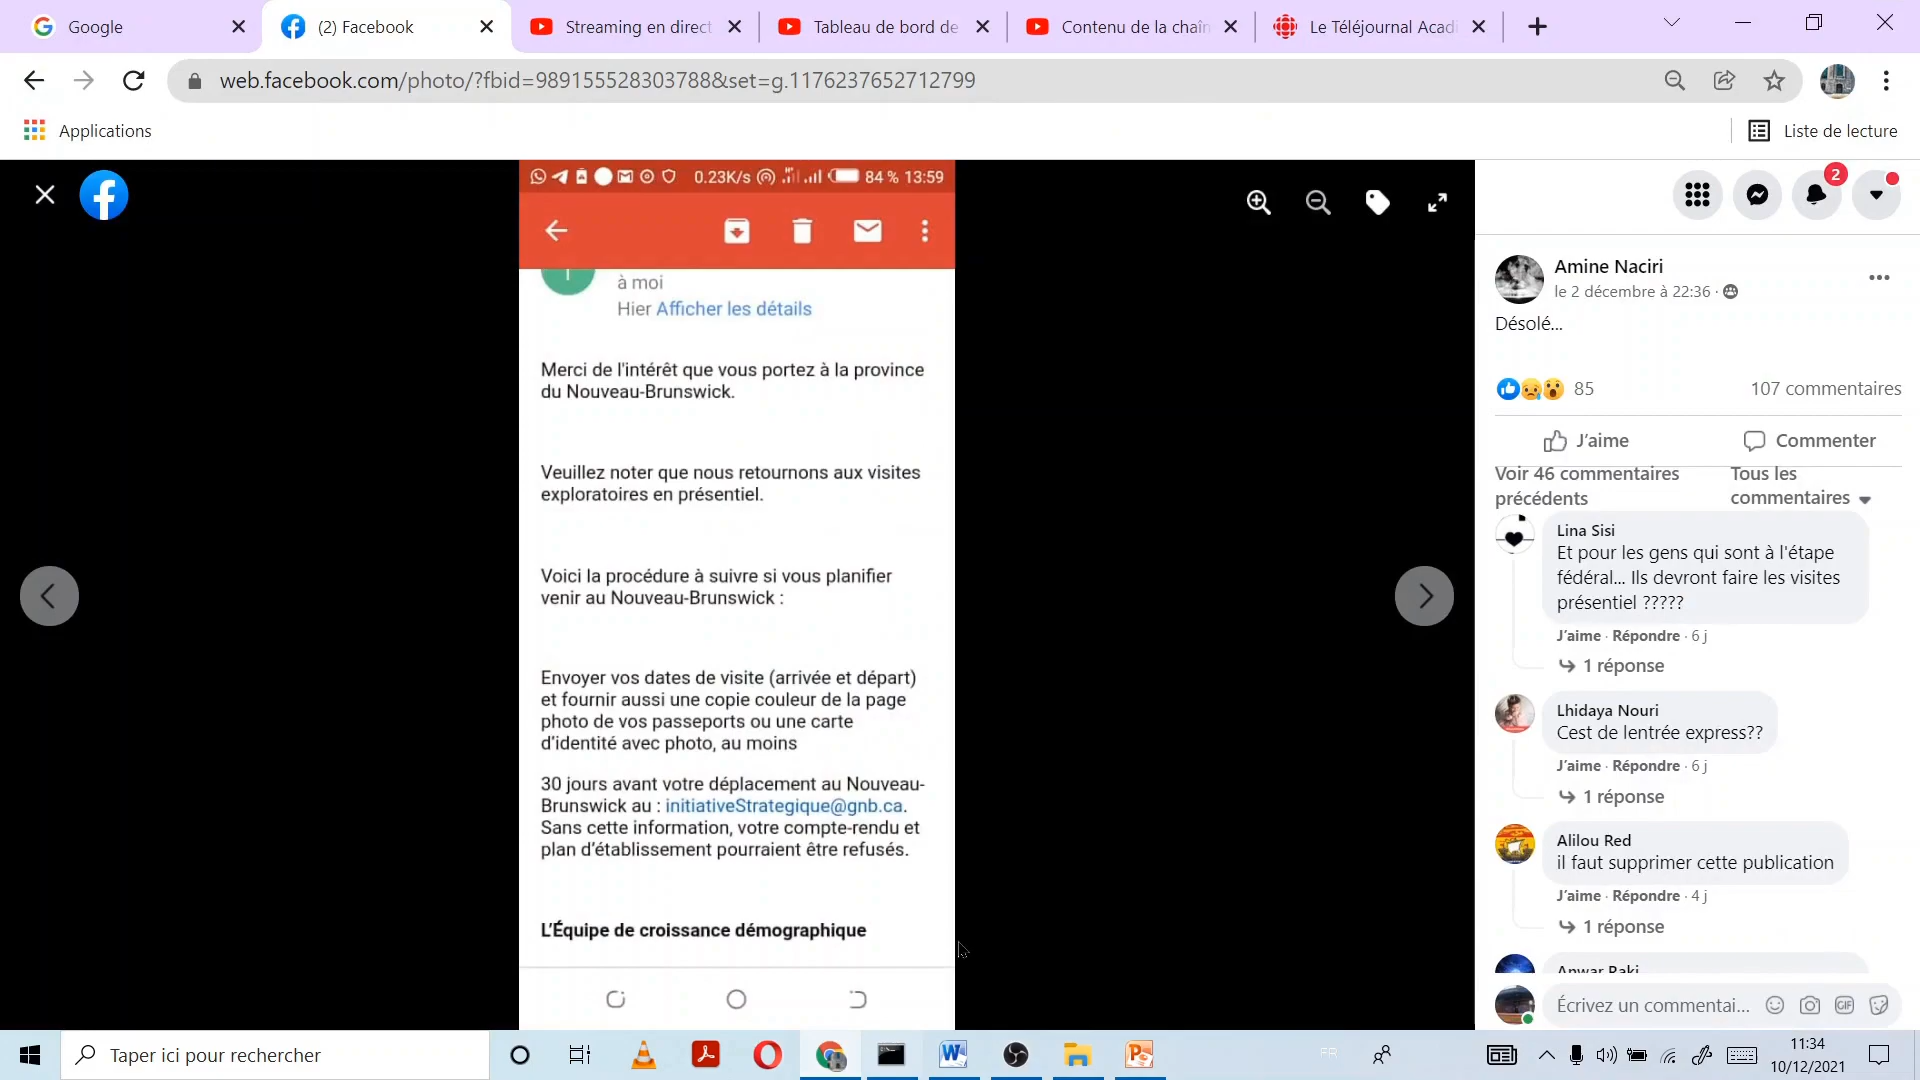 Google
(2) Facebook
Streaming en direct
Tableau de bord de
Contenu de la chaîn
Le Téléjournal Acadi
web.facebook.com/photo/?fbid=989155528303788&set=g.1176237652712799
Applications
Liste de lecture
0.23K/s 84 % 13:59
à moi
Hier Afficher les détails
Merci de l'intérêt que vous portez à la province
du Nouveau-Brunswick.
Veuillez noter que nous retournons aux visites
exploratoires en présentiel.
Voici la procédure à suivre si vous planifier
venir au Nouveau-Brunswick :
Envoyer vos dates de visite (arrivée et départ)
et fournir aussi une copie couleur de la page
photo de vos passeports ou une carte
d'identité avec photo, au moins
30 jours avant votre déplacement au Nouveau-
Brunswick au : initiativeStrategique@gnb.ca.
Sans cette information, votre compte-rendu et
plan d'établissement pourraient être refusés.
L'Équipe de croissance démographique
2
Amine Naciri
le 2 décembre à 22:36 ·
Désolé...
85
107 commentaires
J'aime
Commenter
Voir 46 commentaires
précédents
Tous les
commentaires
Lina Sisi
Et pour les gens qui sont à l'étape
fédéral... Ils devront faire les visites
présentiel ?????
J'aime · Répondre · 6 j
1 réponse
Lhidaya Nouri
Cest de lentrée express??
J'aime · Répondre · 6 j
1 réponse
Alilou Red
il faut supprimer cette publication
J'aime · Répondre · 4 j
1 réponse
Anwar Raki
Écrivez un commentai...
GIF
Taper ici pour rechercher
FR
11:34
10/12/2021